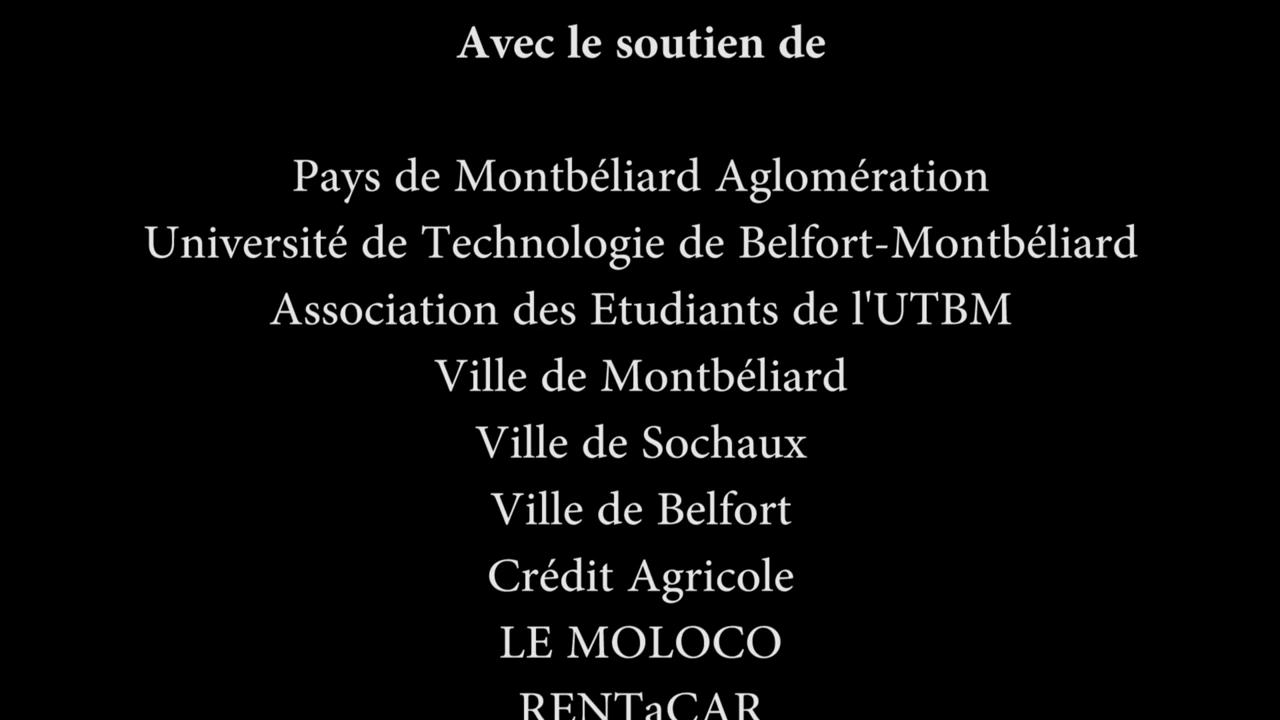 Avec le soutien de
Pays de Montbéliard Aglomération
Université de Technologie de Belfort-Montbéliard
Association des Etudiants de l'UTBM
Ville de Montbéliard
Ville de Sochaux
Ville de Belfort
Crédit Agricole
LE MOLOCO
RENTaCAR